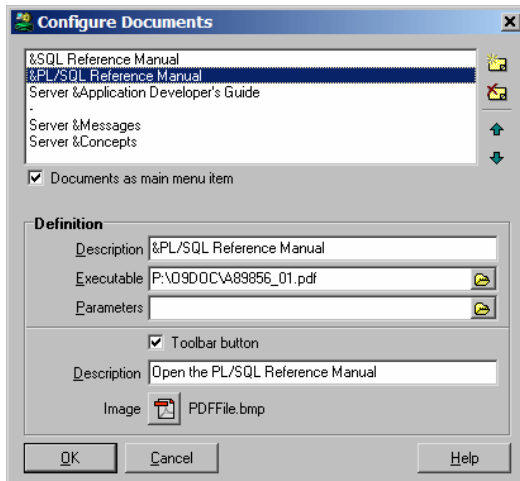 Configure Documents
&SQL Reference Manual
&PL/SQL Reference Manual
Server &Application Developer's Guide
-
Server &Messages
Server &Concepts
Documents as main menu item
Definition
Description &PL/SQL Reference Manual
Executable P:\O9DOC\A89856_01.pdf
Parameters
Toolbar button
Description Open the PL/SQL Reference Manual
Image PDFFile.bmp
OK Cancel Help